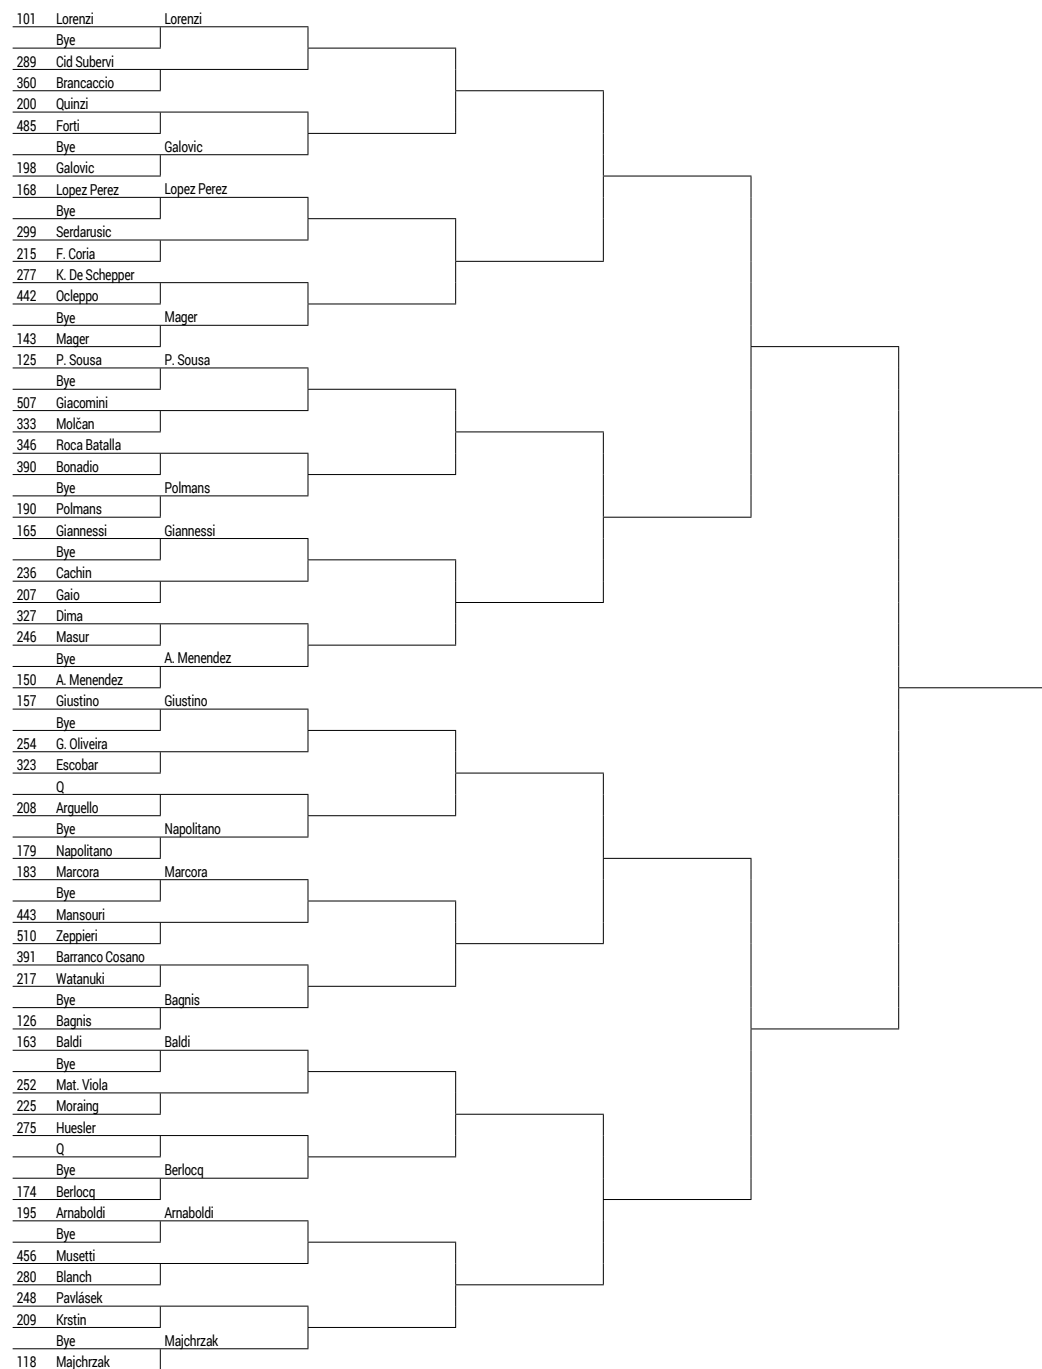 101 Lorenzi Lorenzi
Bye
289 Cid Subervi
360 Brancaccio
200 Quinzi
485 Forti
Bye Galovic
198 Galovic
168 Lopez Perez Lopez Perez
Bye
299 Serdarusic
215 F. Coria
277 K. De Schepper
442 Ocleppo
Bye Mager
143 Mager
125 P. Sousa P. Sousa
Bye
507 Giacomini
333 Molčan
346 Roca Batalla
390 Bonadio
Bye Polmans
190 Polmans
165 Giannessi Giannessi
Bye
236 Cachin
207 Gaio
327 Dima
246 Masur
Bye A. Menendez
150 A. Menendez
157 Giustino Giustino
Bye
254 G. Oliveira
323 Escobar
Q
208 Arguello
Bye Napolitano
179 Napolitano
183 Marcora Marcora
Bye
443 Mansouri
510 Zeppieri
391 Barranco Cosano
217 Watanuki
Bye Bagnis
126 Bagnis
163 Baldi Baldi
Bye
252 Mat. Viola
225 Moraing
275 Huesler
Q
Bye Berlocq
174 Berlocq
195 Arnaboldi Arnaboldi
Bye
456 Musetti
280 Blanch
248 Pavlásek
209 Krstin
Bye Majchrzak
118 Majchrzak